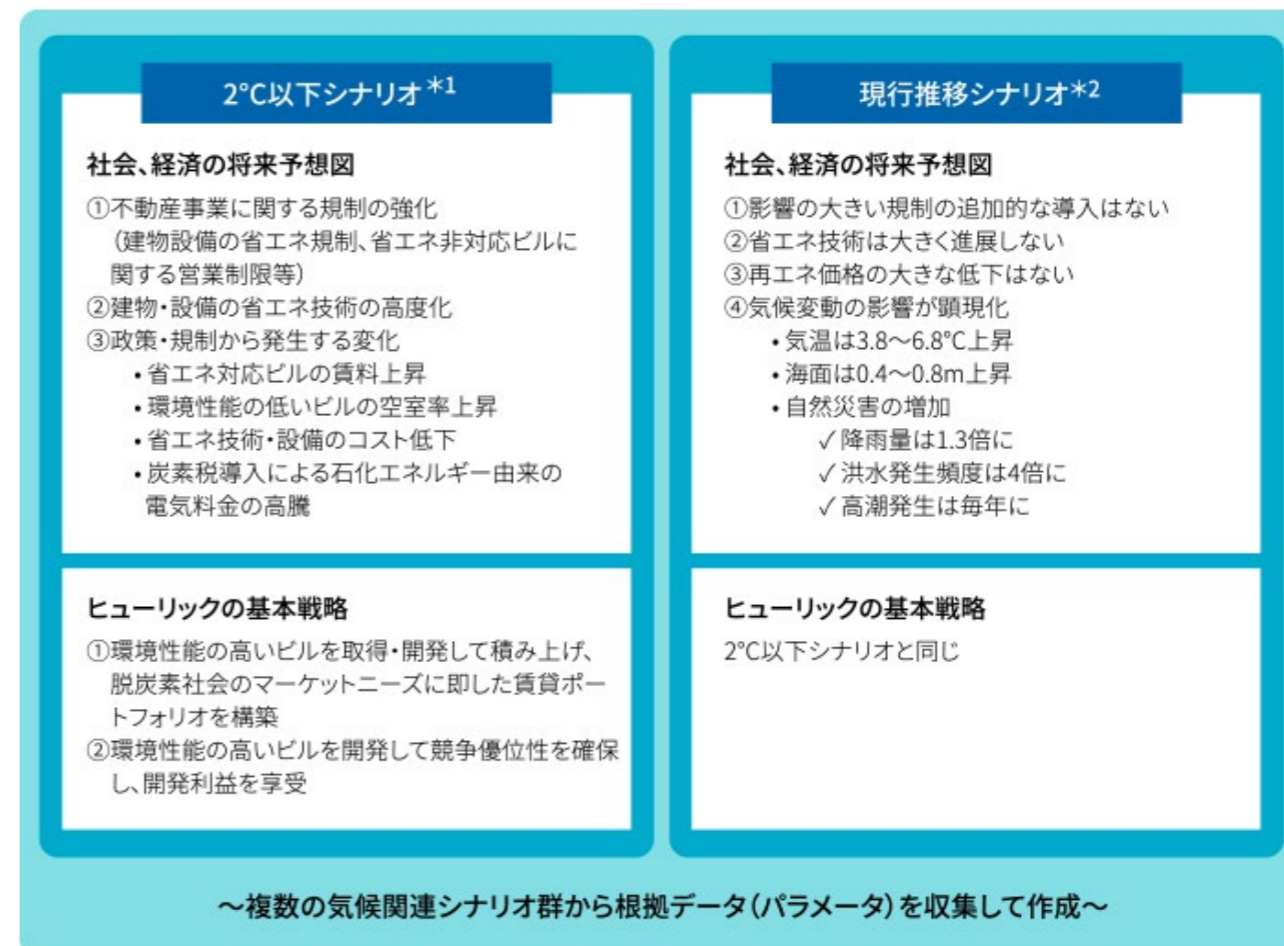 2℃以下シナリオ*1
社会、経済の将来予想図
①不動産事業に関する規制の強化
(建物設備の省エネ規制、省エネ非対応ビルに
関する営業制限等)
②建物・設備の省エネ技術の高度化
③政策・規制から発生する変化
•省エネ対応ビルの賃料上昇
•環境性能の低いビルの空室率上昇
•省エネ技術・設備のコスト低下
•炭素税導入による石化エネルギー由来の
電気料金の高騰
ヒューリックの基本戦略
①環境性能の高いビルを取得・開発して積み上げ、
脱炭素社会のマーケットニーズに即した賃貸ポー
トフォリオを構築
②環境性能の高いビルを開発して競争優位性を確保
し、開発利益を享受
現行推移シナリオ*2
社会、経済の将来予想図
①影響の大きい規制の追加的な導入はない
②省エネ技術は大きく進展しない
③再エネ価格の大きな低下はない
④気候変動の影響が顕現化
•気温は3.8〜6.8℃上昇
•海面は0.4〜0.8m上昇
•自然災害の増加
✓降雨量は1.3倍に
✓洪水発生頻度は4倍に
✓高潮発生は毎年に
ヒューリックの基本戦略
2℃以下シナリオと同じ
〜複数の気候関連シナリオ群から根拠データ(パラメータ)を収集して作成〜